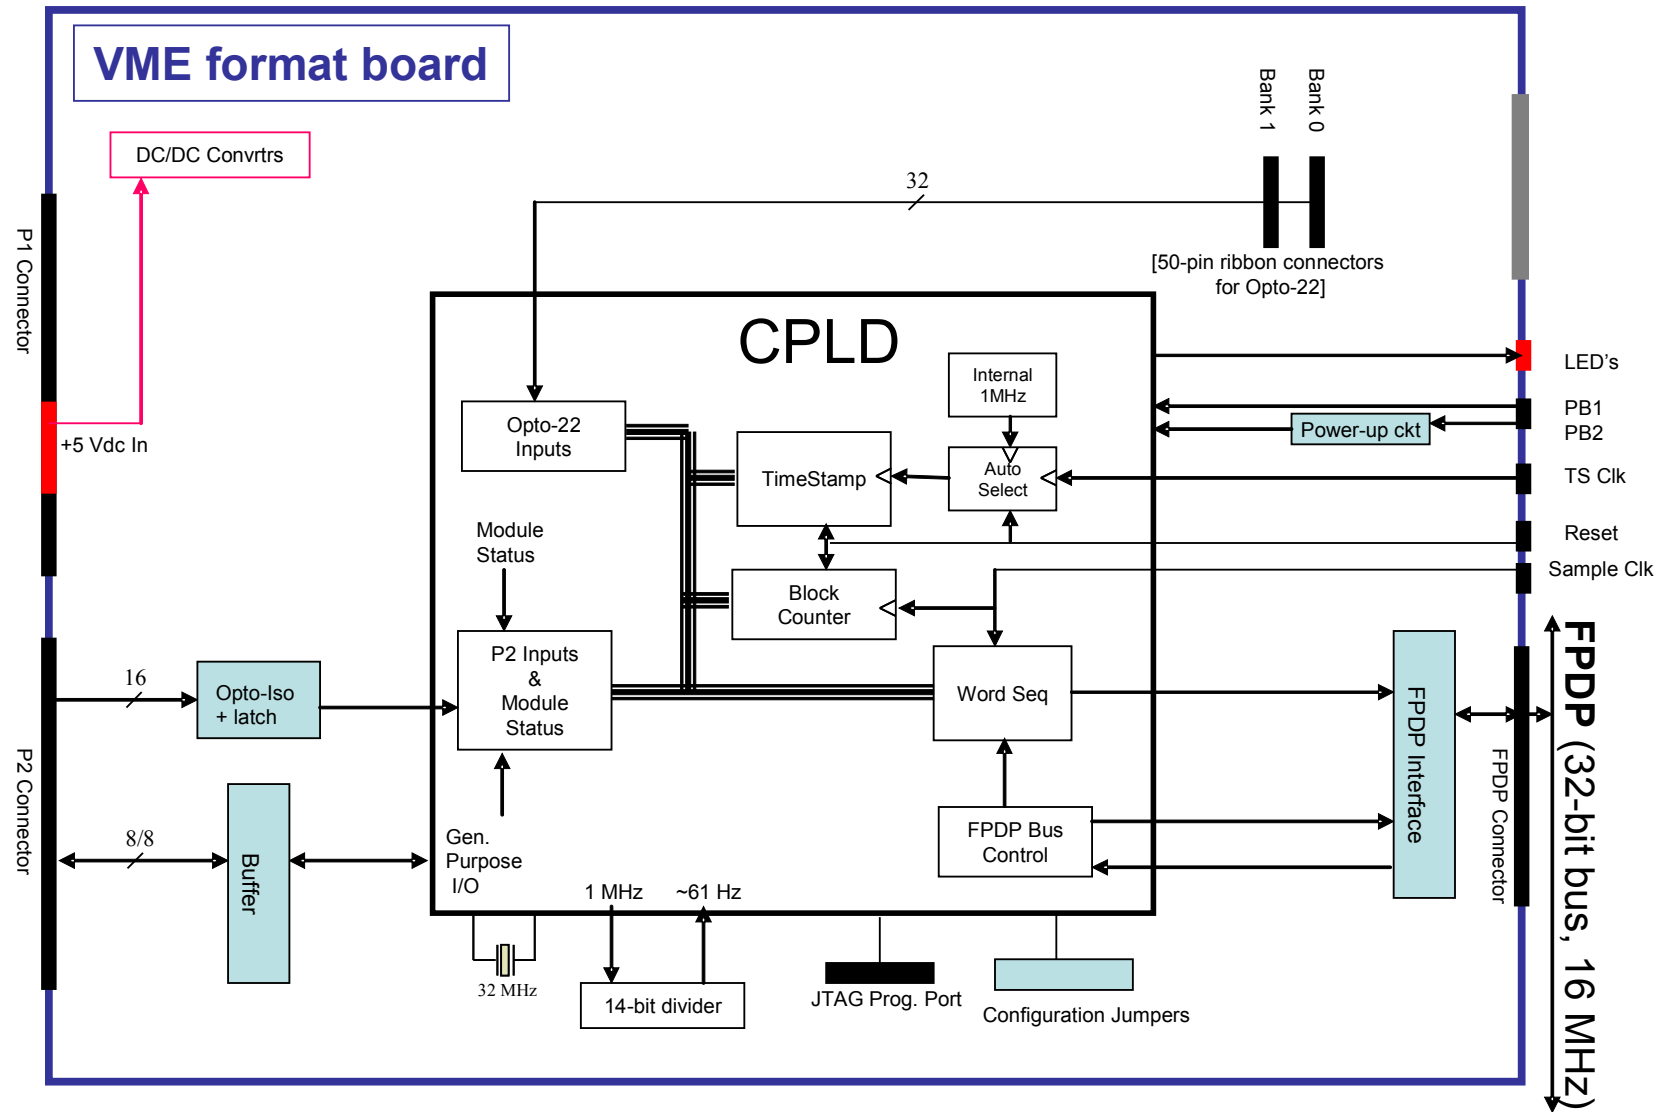 VME format board
DC/DC Convrtrs
P1 Connector
+5 Vdc In
32
Bank 1
Bank 0
[50-pin ribbon connectors
for Opto-22]
CPLD
Internal
1MHz
Opto-22
Inputs
TimeStamp
Auto
Select
LED's
PB1
PB2
Power-up ckt
TS Clk
Reset
Sample Clk
Module
Status
Block
Counter
P2 Inputs
&
Module
Status
Word Seq
16
Opto-Iso
+ latch
P2 Connector
8/8
Buffer
Gen.
Purpose
I/O
FPDP Bus
Control
FPDP Interface
FPDP Connector
FPDP (32-bit bus, 16 MHz)
1 MHz
~61 Hz
32 MHz
14-bit divider
JTAG Prog. Port
Configuration Jumpers